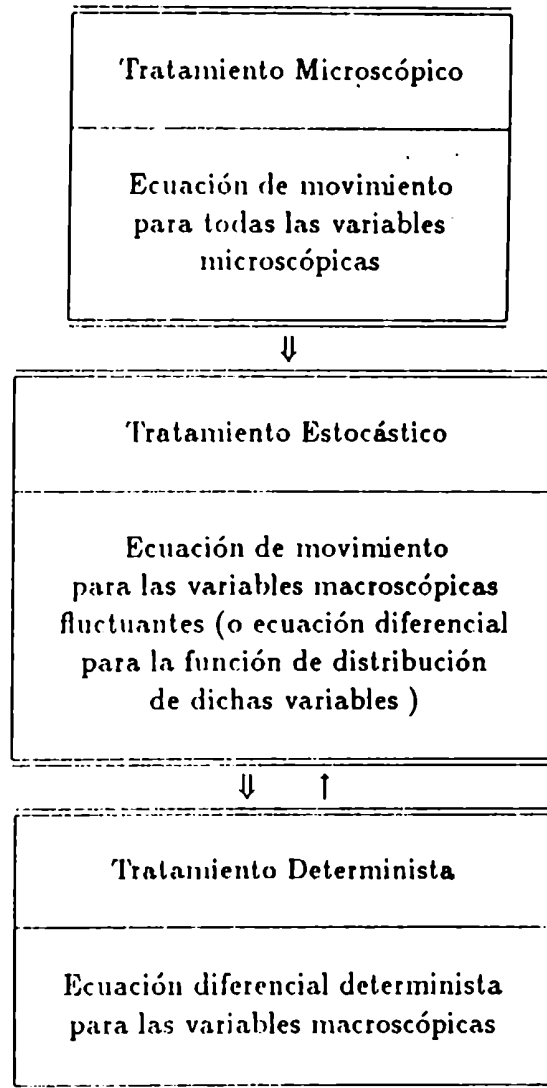 Tratamiento Microscópico
Ecuación de movimiento
para todas las variables
microscópicas
⇓
Tratamiento Estocástico
Ecuación de movimiento
para las variables macroscópicas
fluctuantes (o ecuación diferencial
para la función de distribución
de dichas variables )
⇓ ↑
Tratamiento Determinista
Ecuación diferencial determinista
para las variables macroscópicas